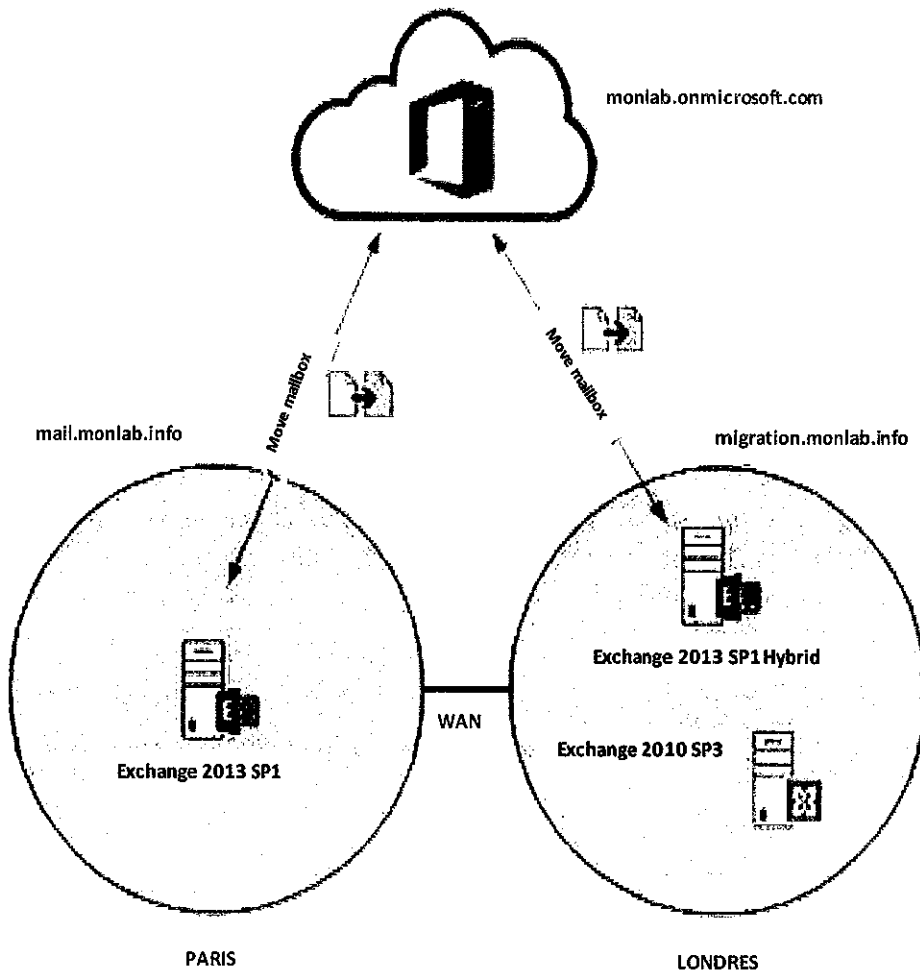 monlab.onmicrosoft.com
Move mailbox
Move mailbox
mail.monlab.info
migration.monlab.info
Exchange 2013 SP1 Hybrid
WAN
Exchange 2010 SP3
Exchange 2013 SP1
PARIS
LONDRES